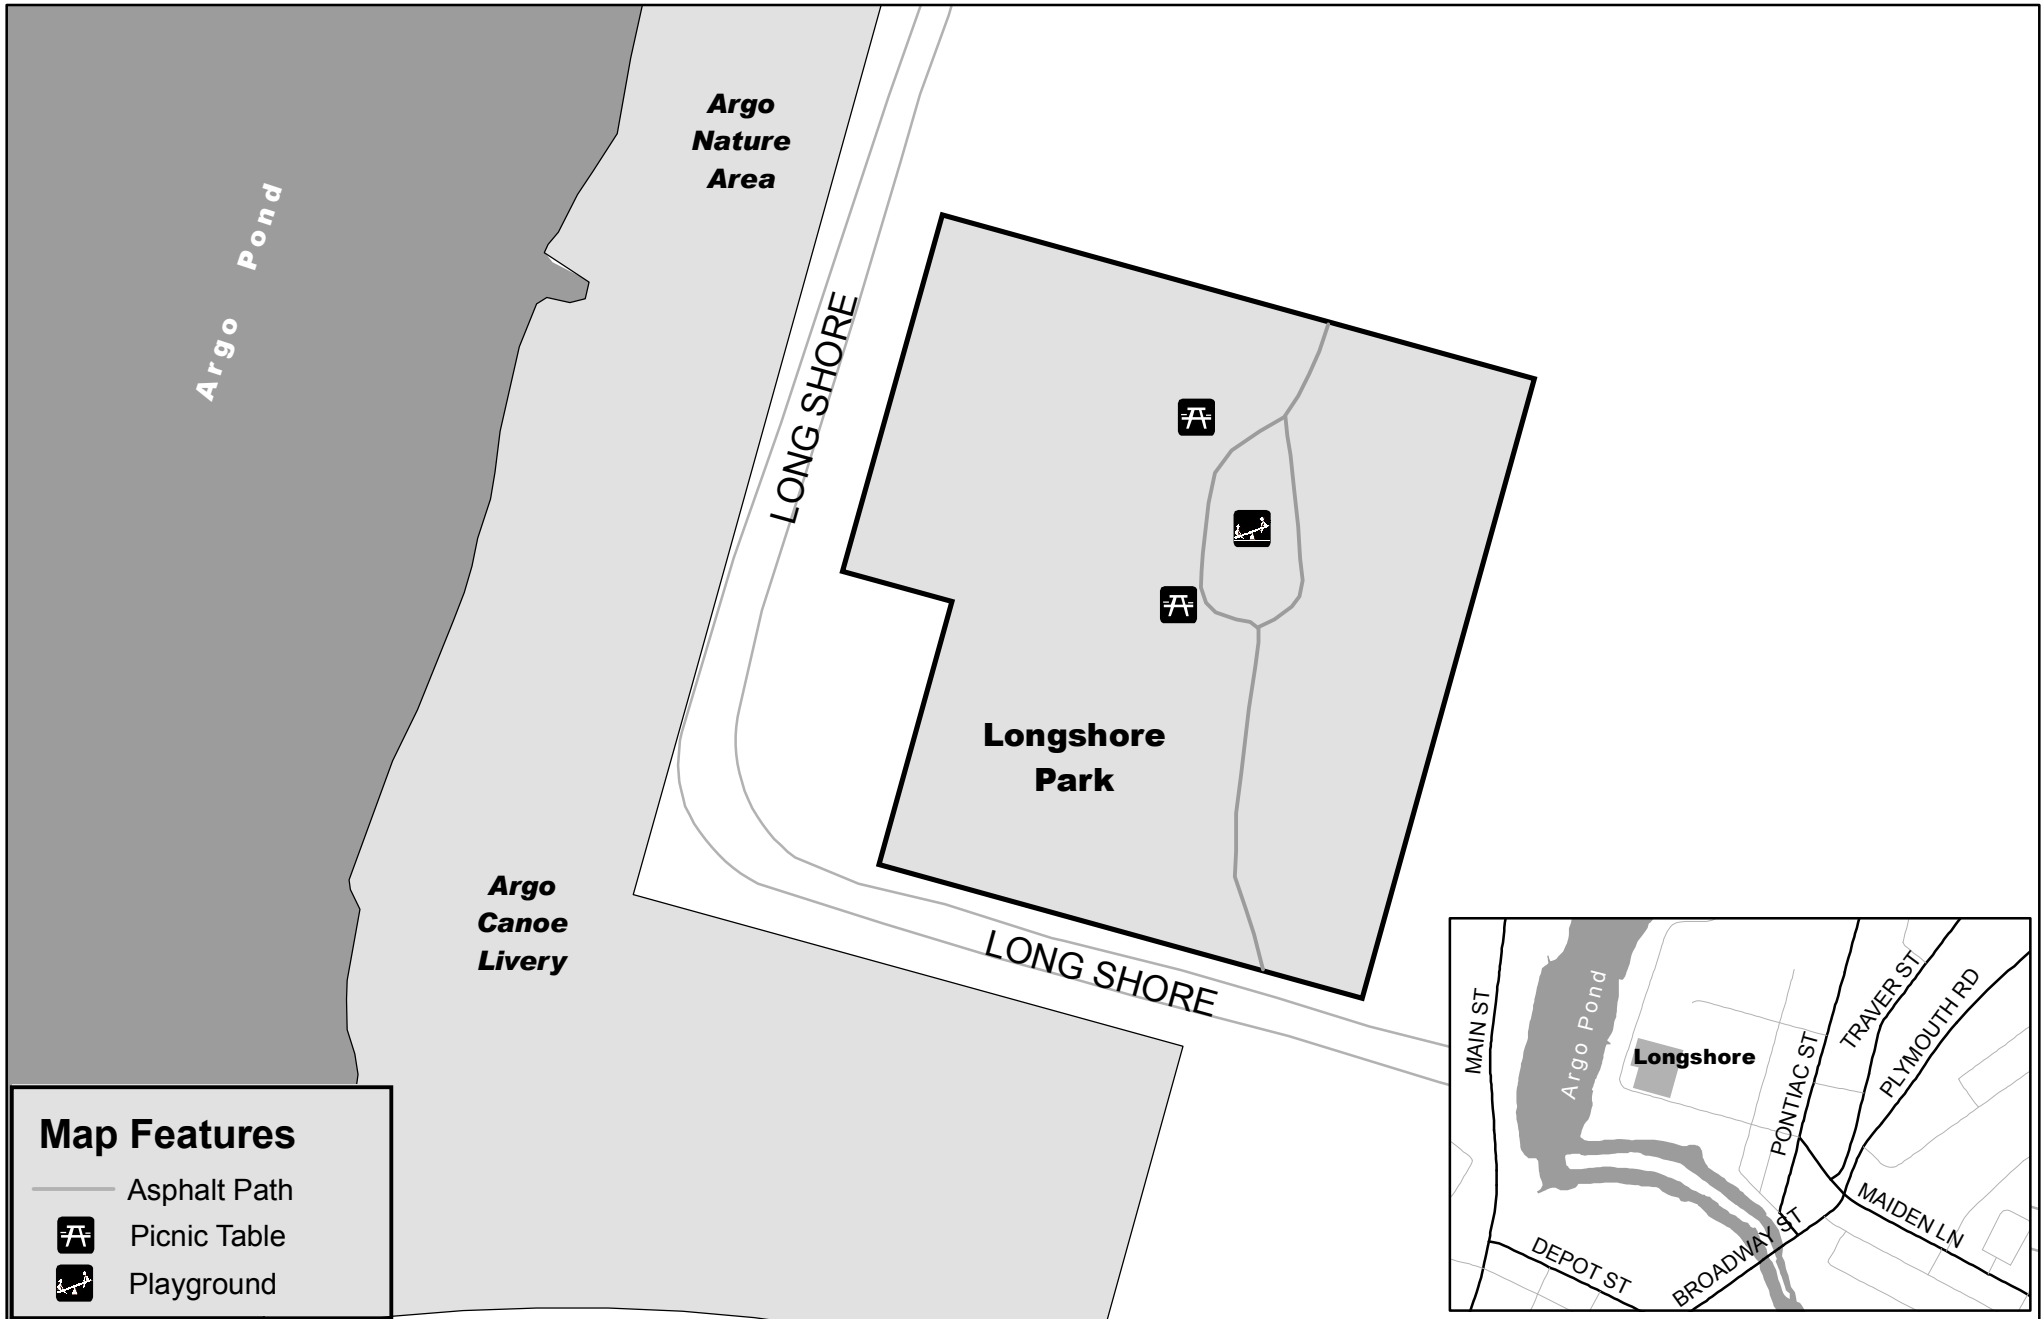 Argo
Nature
Area
Argo Pond
LONG SHORE
Longshore
Park
Argo
Canoe
Livery
LONG SHORE
Map Features
Asphalt Path
Picnic Table
Playground
MAIN ST
Argo Pond
Longshore
PONTIAC ST
TRAVER ST
PLYMOUTH RD
MAIDEN LN
BROADWAY ST
DEPOT ST